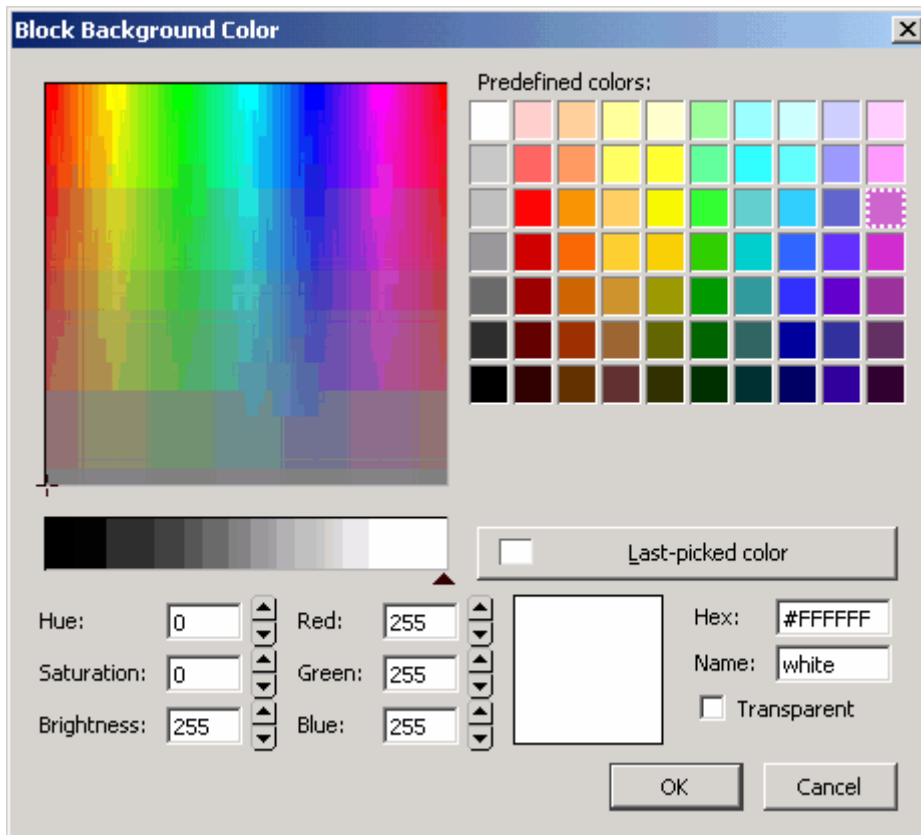 Block Background Color
Predefined colors:
Last-picked color
Hue: 0 Red: 255 Hex: #FFFFFF
Saturation: 0 Green: 255 Name: white
Brightness: 255 Blue: 255 Transparent
OK Cancel